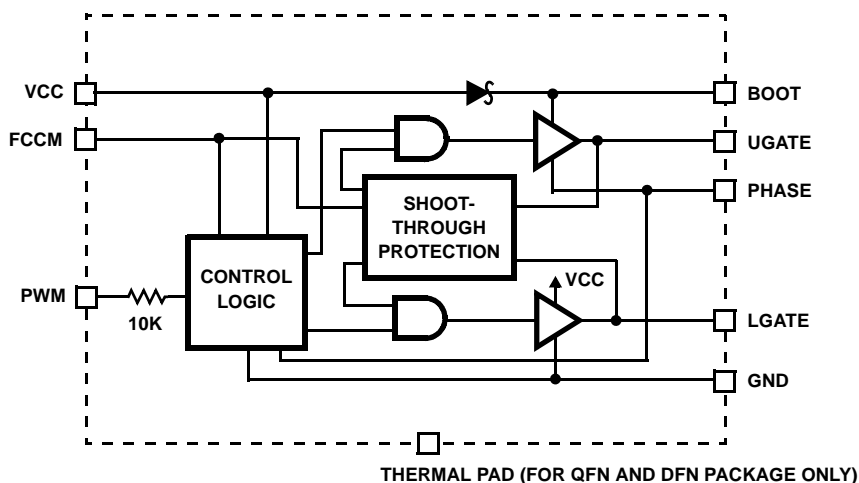 VCC
BOOT
FCCM
UGATE
PHASE
SHOOT-
THROUGH
PROTECTION
CONTROL
LOGIC
VCC
PWM
10K
LGATE
GND
THERMAL PAD (FOR QFN AND DFN PACKAGE ONLY)